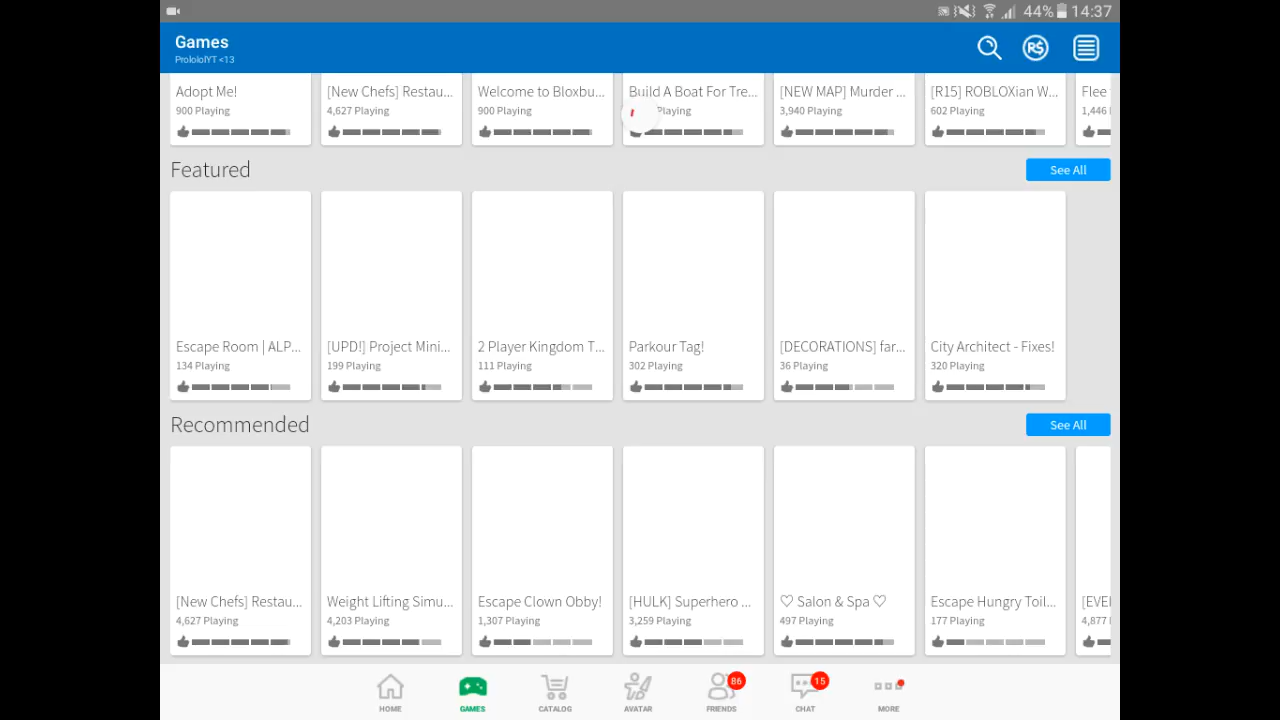 44% 14:37
Games
ProlololYT <13
R$
Adopt Me!
900 Playing
[New Chefs] Restau...
4,627 Playing
Welcome to Bloxbu...
900 Playing
Build A Boat For Tre...
Playing
[NEW MAP] Murder ...
3,940 Playing
[R15] ROBLOXian W...
602 Playing
Flee
1,446
Featured
See All
Escape Room | ALP...
134 Playing
[UPD!] Project Mini...
199 Playing
2 Player Kingdom T...
111 Playing
Parkour Tag!
302 Playing
[DECORATIONS] far...
36 Playing
City Architect - Fixes!
320 Playing
Recommended
See All
[New Chefs] Restau...
4,627 Playing
Weight Lifting Simu...
4,203 Playing
Escape Clown Obby!
1,307 Playing
[HULK] Superhero ...
3,259 Playing
♡ Salon & Spa ♡
497 Playing
Escape Hungry Toil...
177 Playing
[EVE
4,877
86
15
HOME
GAMES
CATALOG
AVATAR
FRIENDS
CHAT
MORE